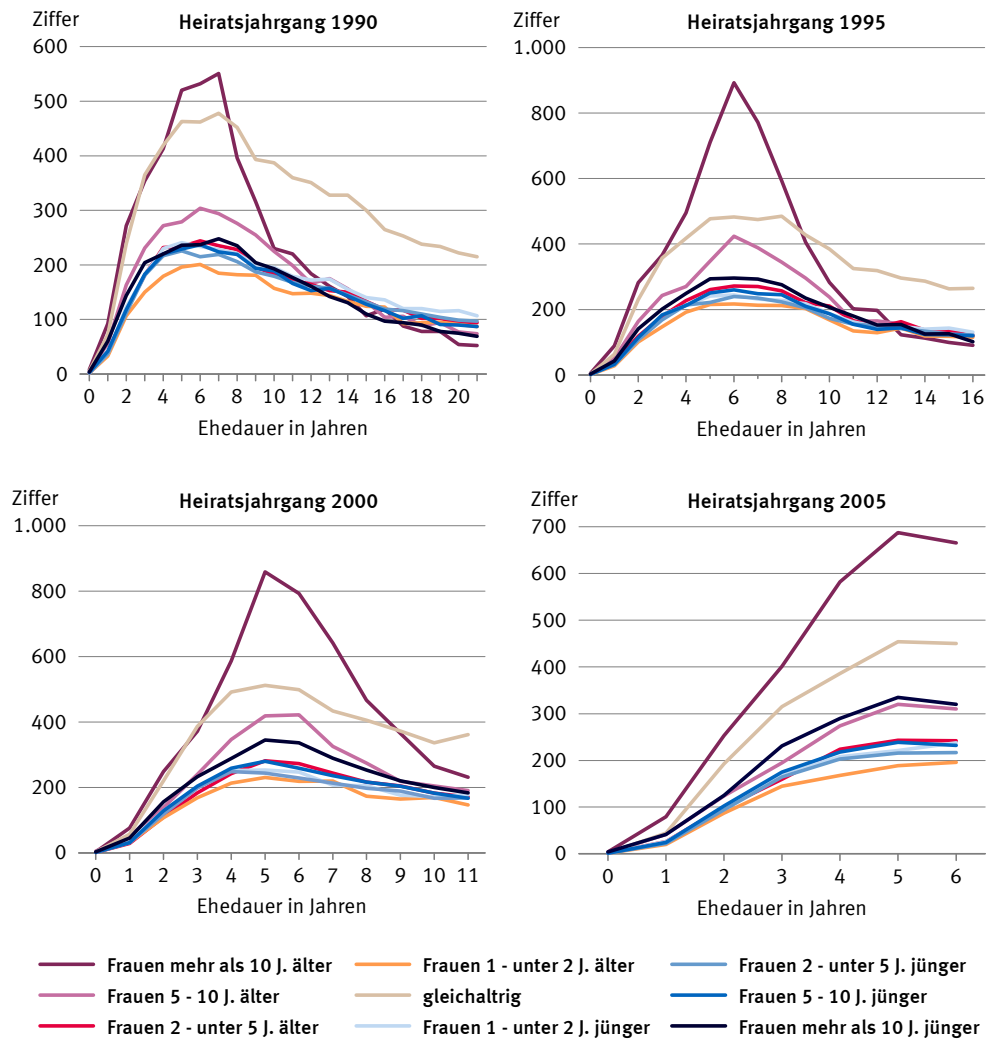 Ziffer Heiratsjahrgang 1990
600
500
400
300
200
100
0
0 2 4 6 8 10 12 14 16 18 20
Ehedauer in Jahren
Ziffer Heiratsjahrgang 1995
1.000
800
600
400
200
0
0 2 4 6 8 10 12 14 16
Ehedauer in Jahren
Ziffer Heiratsjahrgang 2000
1.000
800
600
400
200
0
0 1 2 3 4 5 6 7 8 9 10 11
Ehedauer in Jahren
Ziffer Heiratsjahrgang 2005
700
600
500
400
300
200
100
0
0 1 2 3 4 5 6
Ehedauer in Jahren
Frauen mehr als 10 J. älter Frauen 1 - unter 2 J. älter Frauen 2 - unter 5 J. jünger
Frauen 5 - 10 J. älter gleichaltrig Frauen 5 - 10 J. jünger
Frauen 2 - unter 5 J. älter Frauen 1 - unter 2 J. jünger Frauen mehr als 10 J. jünger